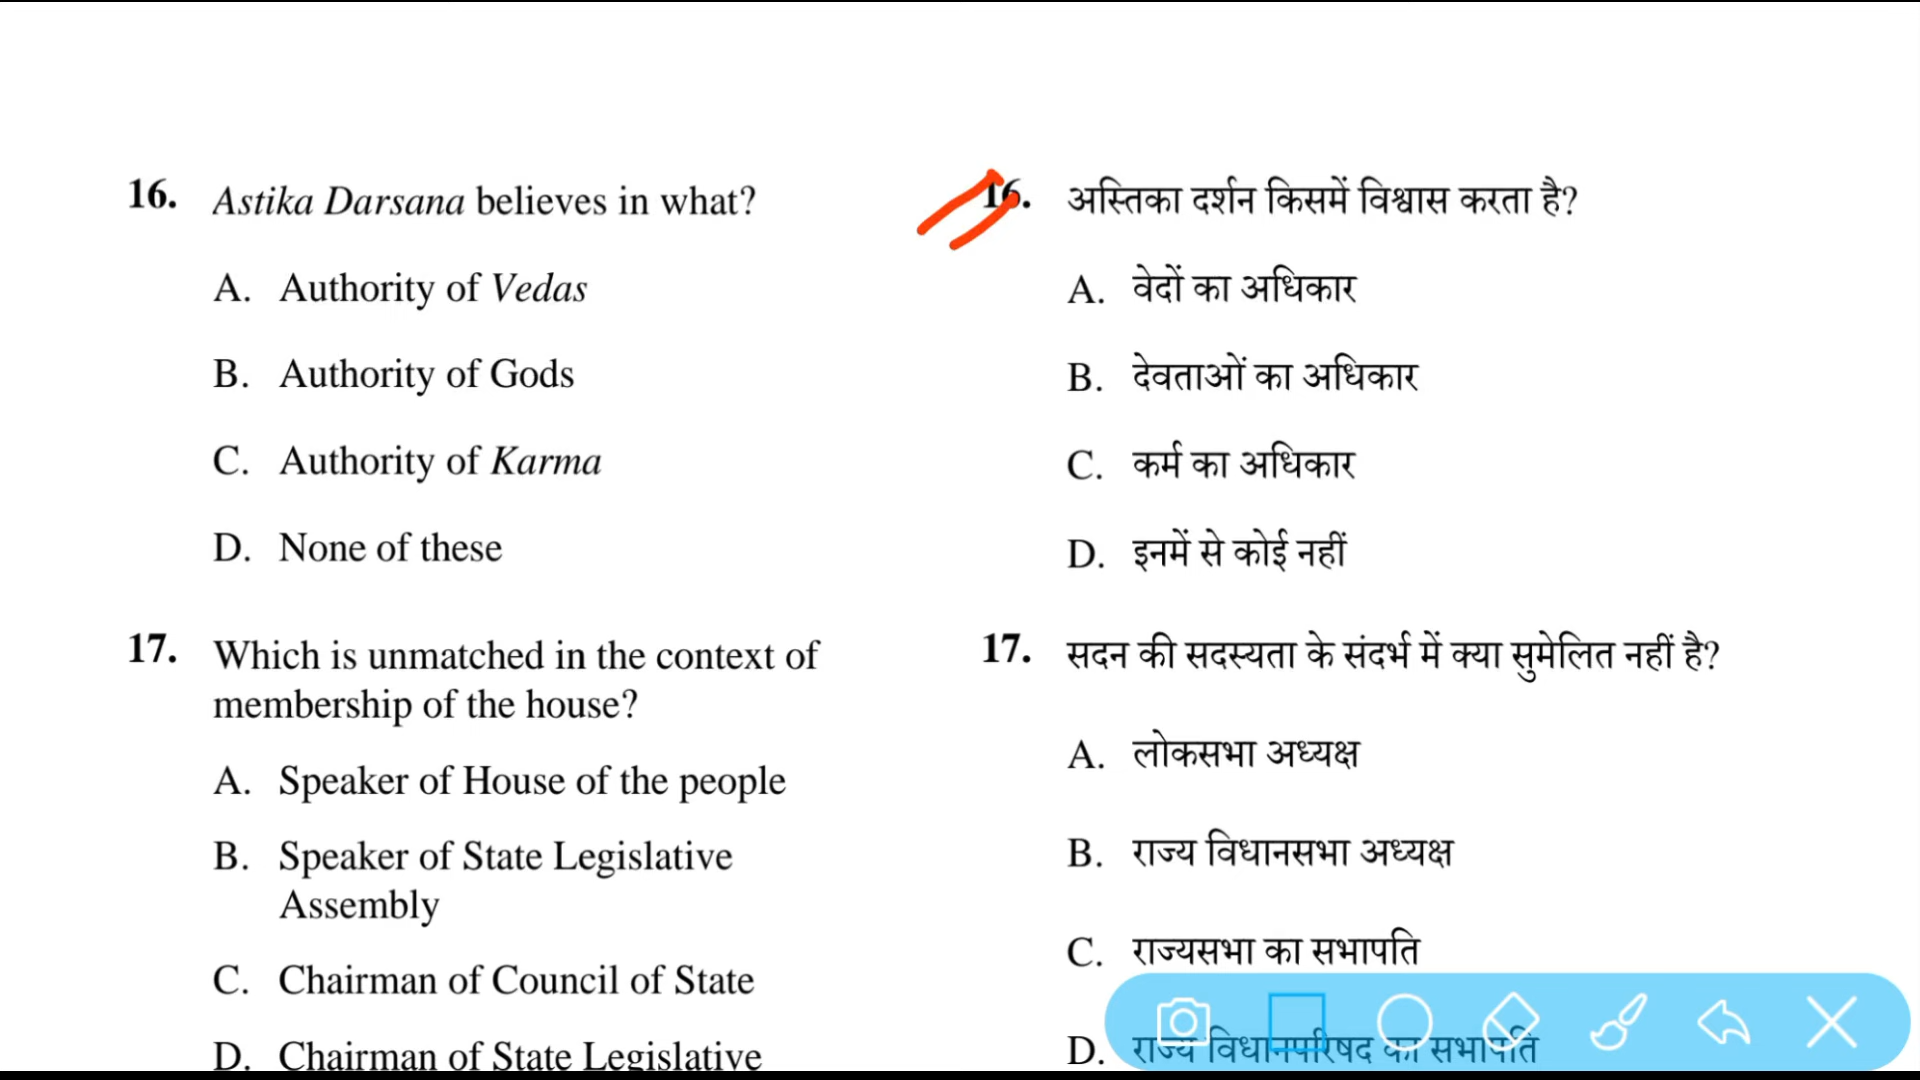 16. Astika Darsana believes in what?
A. Authority of Vedas
B. Authority of Gods
C. Authority of Karma
D. None of these
17. Which is unmatched in the context of
membership of the house?
A. Speaker of House of the people
B. Speaker of State Legislative
Assembly
C. Chairman of Council of State
D. Chairman of State Legislative
16. अस्तिका दर्शन किसमें विश्वास करता है?
A. वेदों का अधिकार
B. देवताओं का अधिकार
C. कर्म का अधिकार
D. इनमें से कोई नहीं
17. सदन की सदस्यता के संदर्भ में क्या सुमेलित नहीं है?
A. लोकसभा अध्यक्ष
B. राज्य विधानसभा अध्यक्ष
C. राज्यसभा का सभापति
D. राज्य विधानपरिषद का सभापति